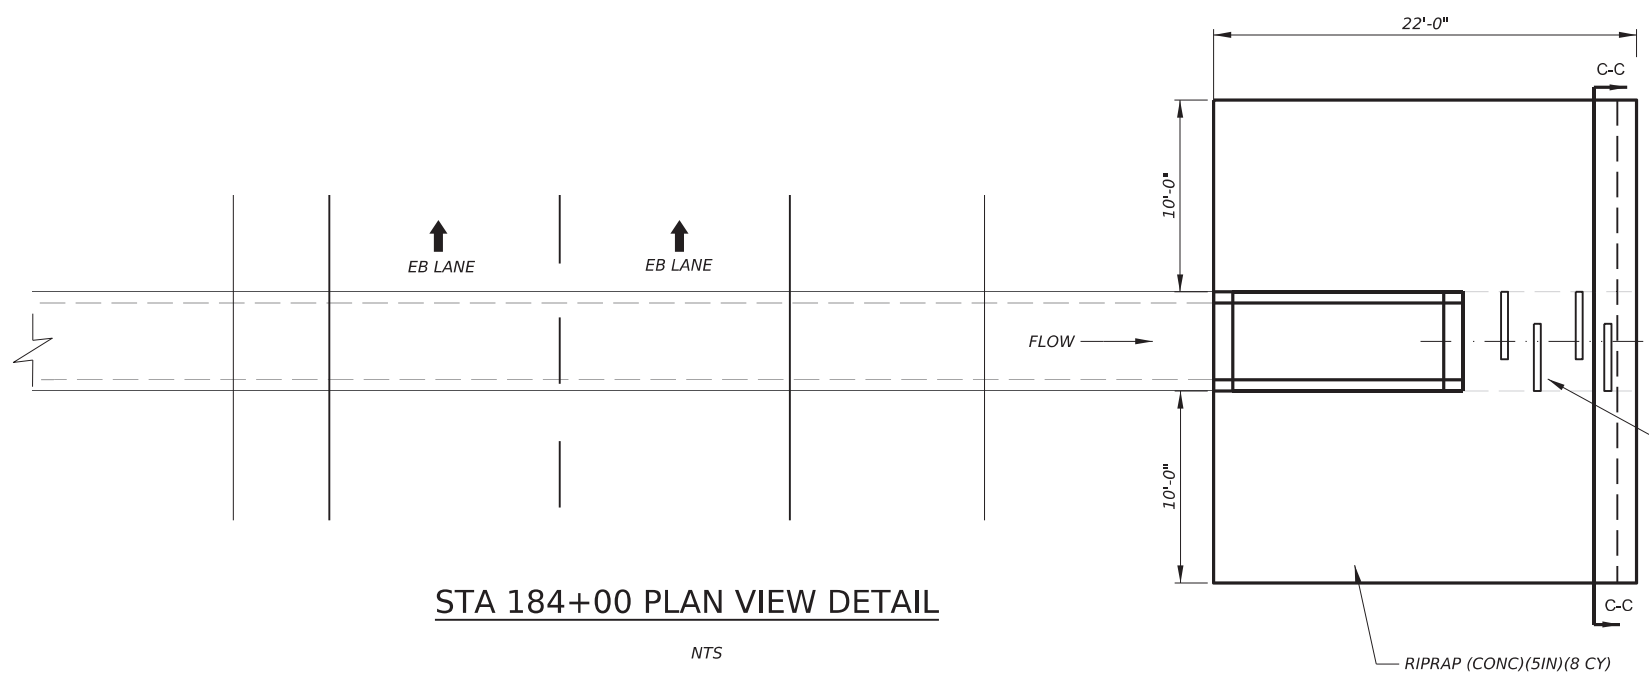 22'-0"
C-C
10'-0"
EB LANE
EB LANE
FLOW
10'-0"
STA 184+00 PLAN VIEW DETAIL
C-C
NTS
RIPRAP (CONC)(5IN)(8 CY)